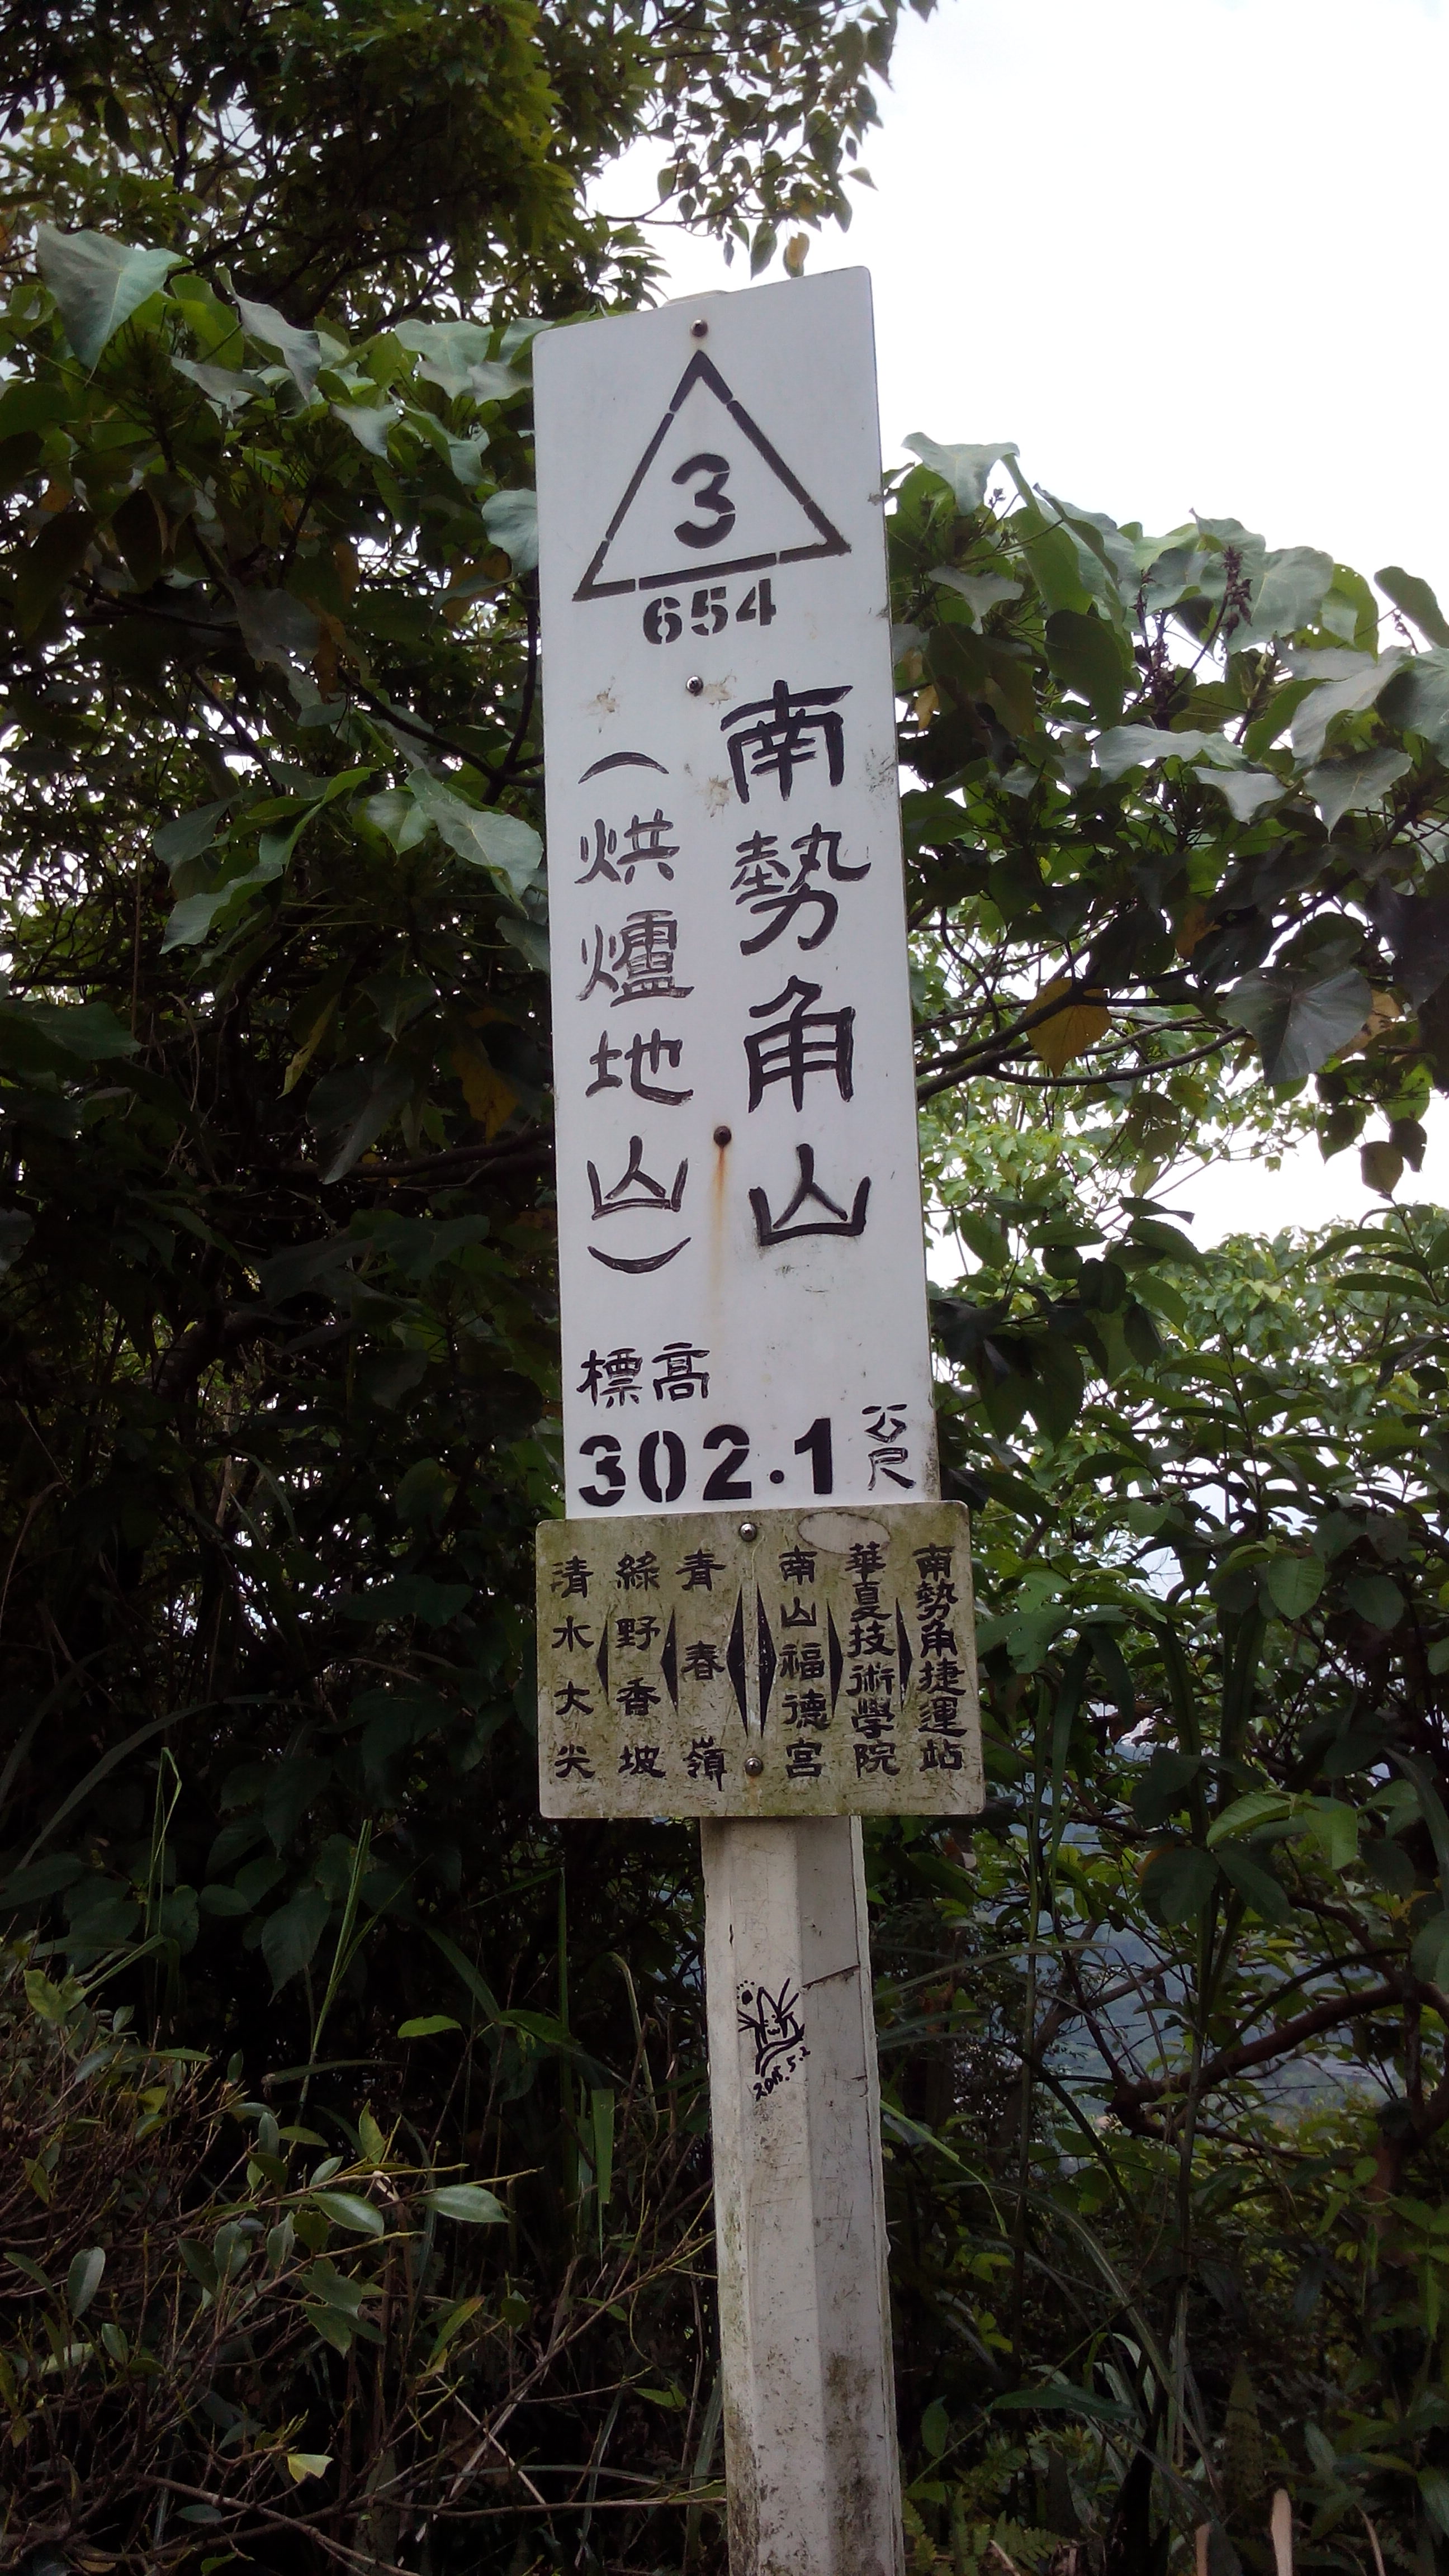 3
654
南勢角山
（烘爐地山）
標高
302.1公尺
南勢角捷運站
華夏技術學院
南山福德宮
青春嶺
綠野香坡
清水大尖